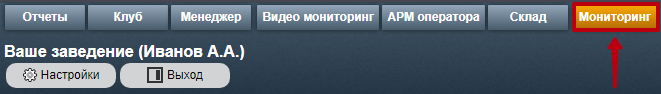 Отчеты Клуб Менеджер Видео мониторинг АРМ оператора Склад Мониторинг
Ваше заведение (Иванов А.А.)
Настройки Выход